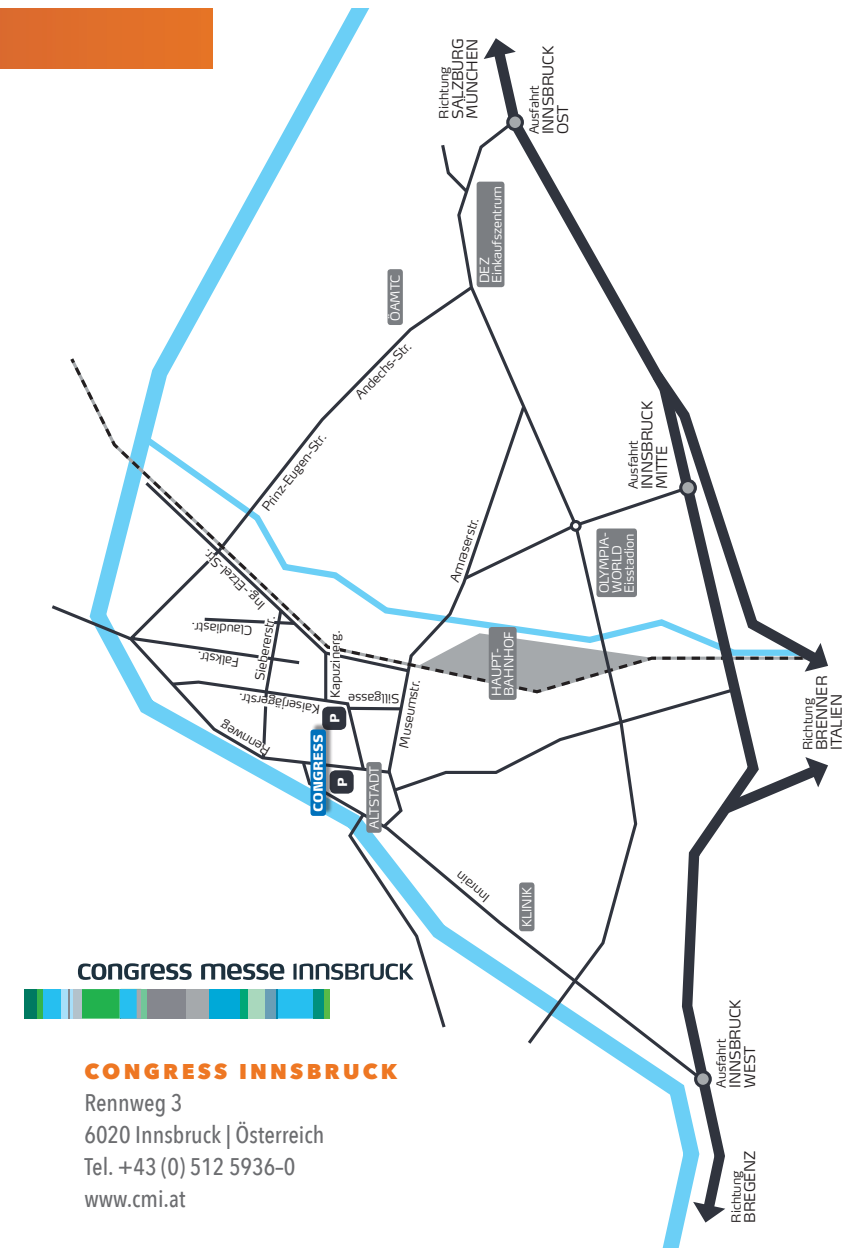 Richtung
SALZBURG
MÜNCHEN
Ausfahrt
INNSBRUCK
OST
DEZ
Einkaufszentrum
ÖAMTC
Andechs-Str.
Prinz-Eugen-Str.
Ausfahrt
INNSBRUCK
MITTE
Amraserstr.
OLYMPIA-
WORLD
Eisstadion
Ing.-Etzel-Str.
Claudiastr.
Siebererstr.
Falkstr.
Kapuzinerg.
HAUPT-
BAHNHOF
Kaiserjägerstr.
Sillgasse
Museumstr.
Rennweg
P
CONGRESS
P
ALTSTADT
Richtung
BRENNER
ITALIEN
Innrain
KLINIK
congress messe INNSBRUCK
Ausfahrt
INNSBRUCK
WEST
Richtung
BREGENZ
CONGRESS INNSBRUCK
Rennweg 3
6020 Innsbruck | Österreich
Tel. +43 (0) 512 5936-0
www.cmi.at